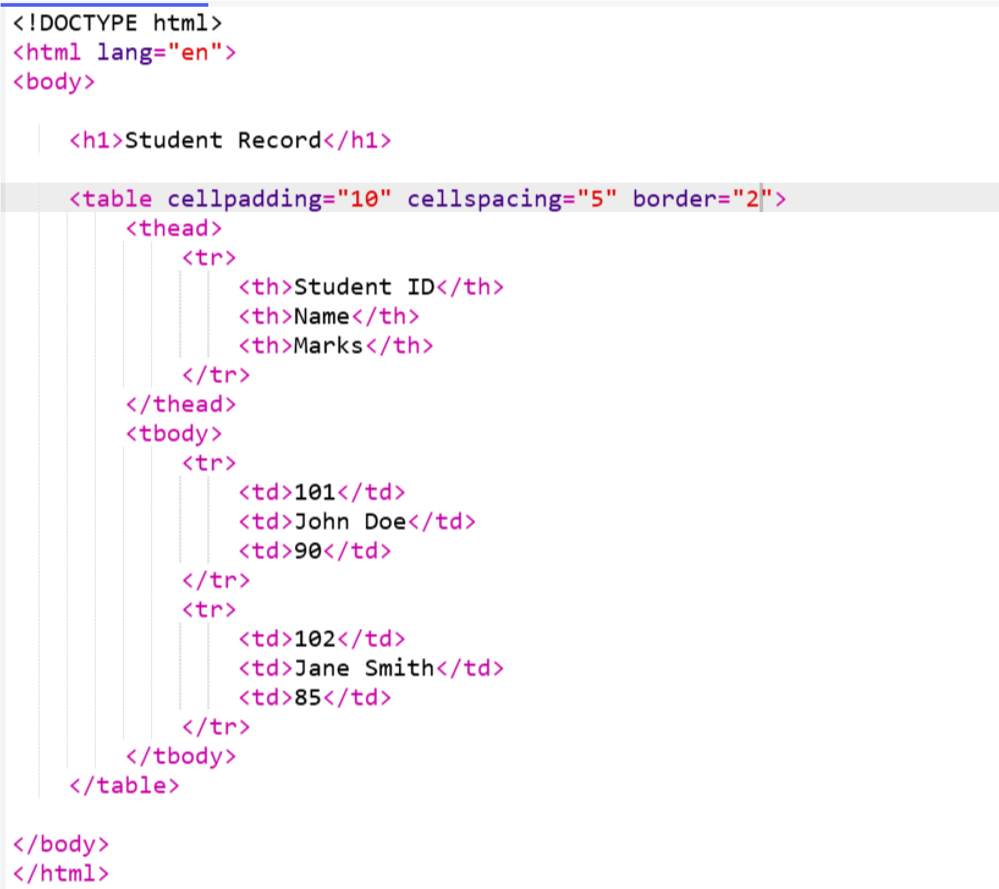 <!DOCTYPE html>
<html lang="en">
<body>
<h1>Student Record</h1>
<table cellpadding="10" cellspacing="5" border="2">
<thead>
<tr>
<th>Student ID</th>
<th>Name</th>
<th>Marks</th>
</tr>
</thead>
<tbody>
<tr>
<td>101</td>
<td>John Doe</td>
<td>90</td>
</tr>
<tr>
<td>102</td>
<td>Jane Smith</td>
<td>85</td>
</tr>
</tbody>
</table>
</body>
</html>